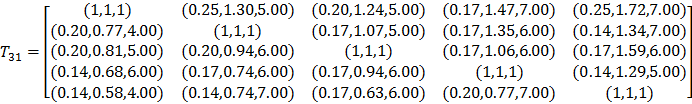 (1,1,1) (0.25,1.30,5.00) (0.20,1.24,5.00) (0.17,1.47,7.00) (0.25,1.72,7.00)
(0.20,0.77,4.00) (1,1,1) (0.17,1.07,5.00) (0.17,1.35,6.00) (0.14,1.34,7.00)
T₃₁ = (0.20,0.81,5.00) (0.20,0.94,6.00) (1,1,1) (0.17,1.06,6.00) (0.17,1.59,6.00)
(0.14,0.68,6.00) (0.17,0.74,6.00) (0.17,0.94,6.00) (1,1,1) (0.14,1.29,5.00)
(0.14,0.58,4.00) (0.14,0.74,7.00) (0.17,0.63,6.00) (0.20,0.77,7.00) (1,1,1)